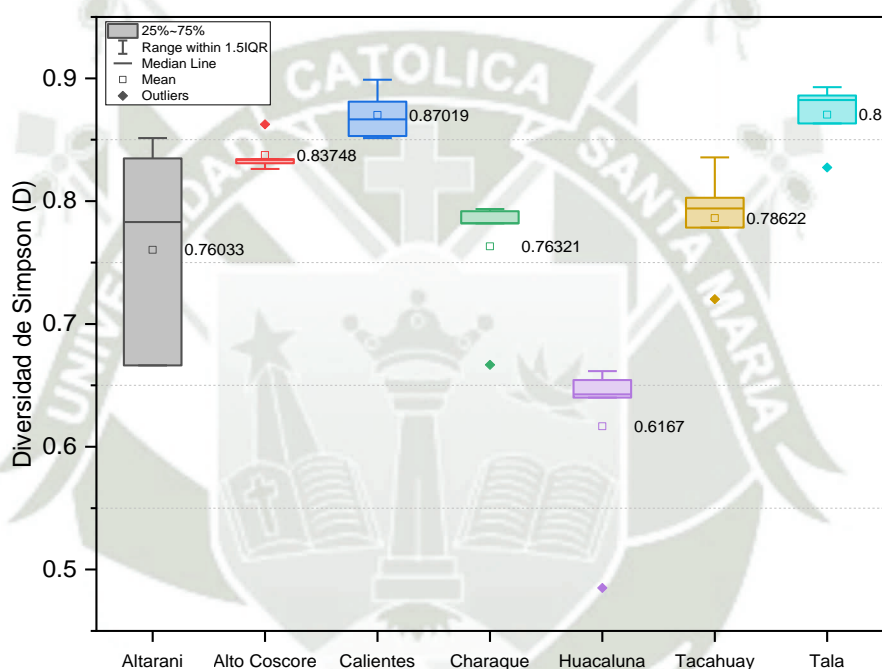 25%~75%
Range within 1.5IQR
Median Line
Mean
Outliers
CATOLICA
UNIVERSIDAD
SANTA MARIA
Diversidad de Simpson (D)
0.9
0.8
0.7
0.6
0.5
0.76033
0.83748
0.87019
0.76321
0.6167
0.78622
0.8
Altarani
Alto Coscore
Calientes
Charaque
Huacaluna
Tacahuay
Tala